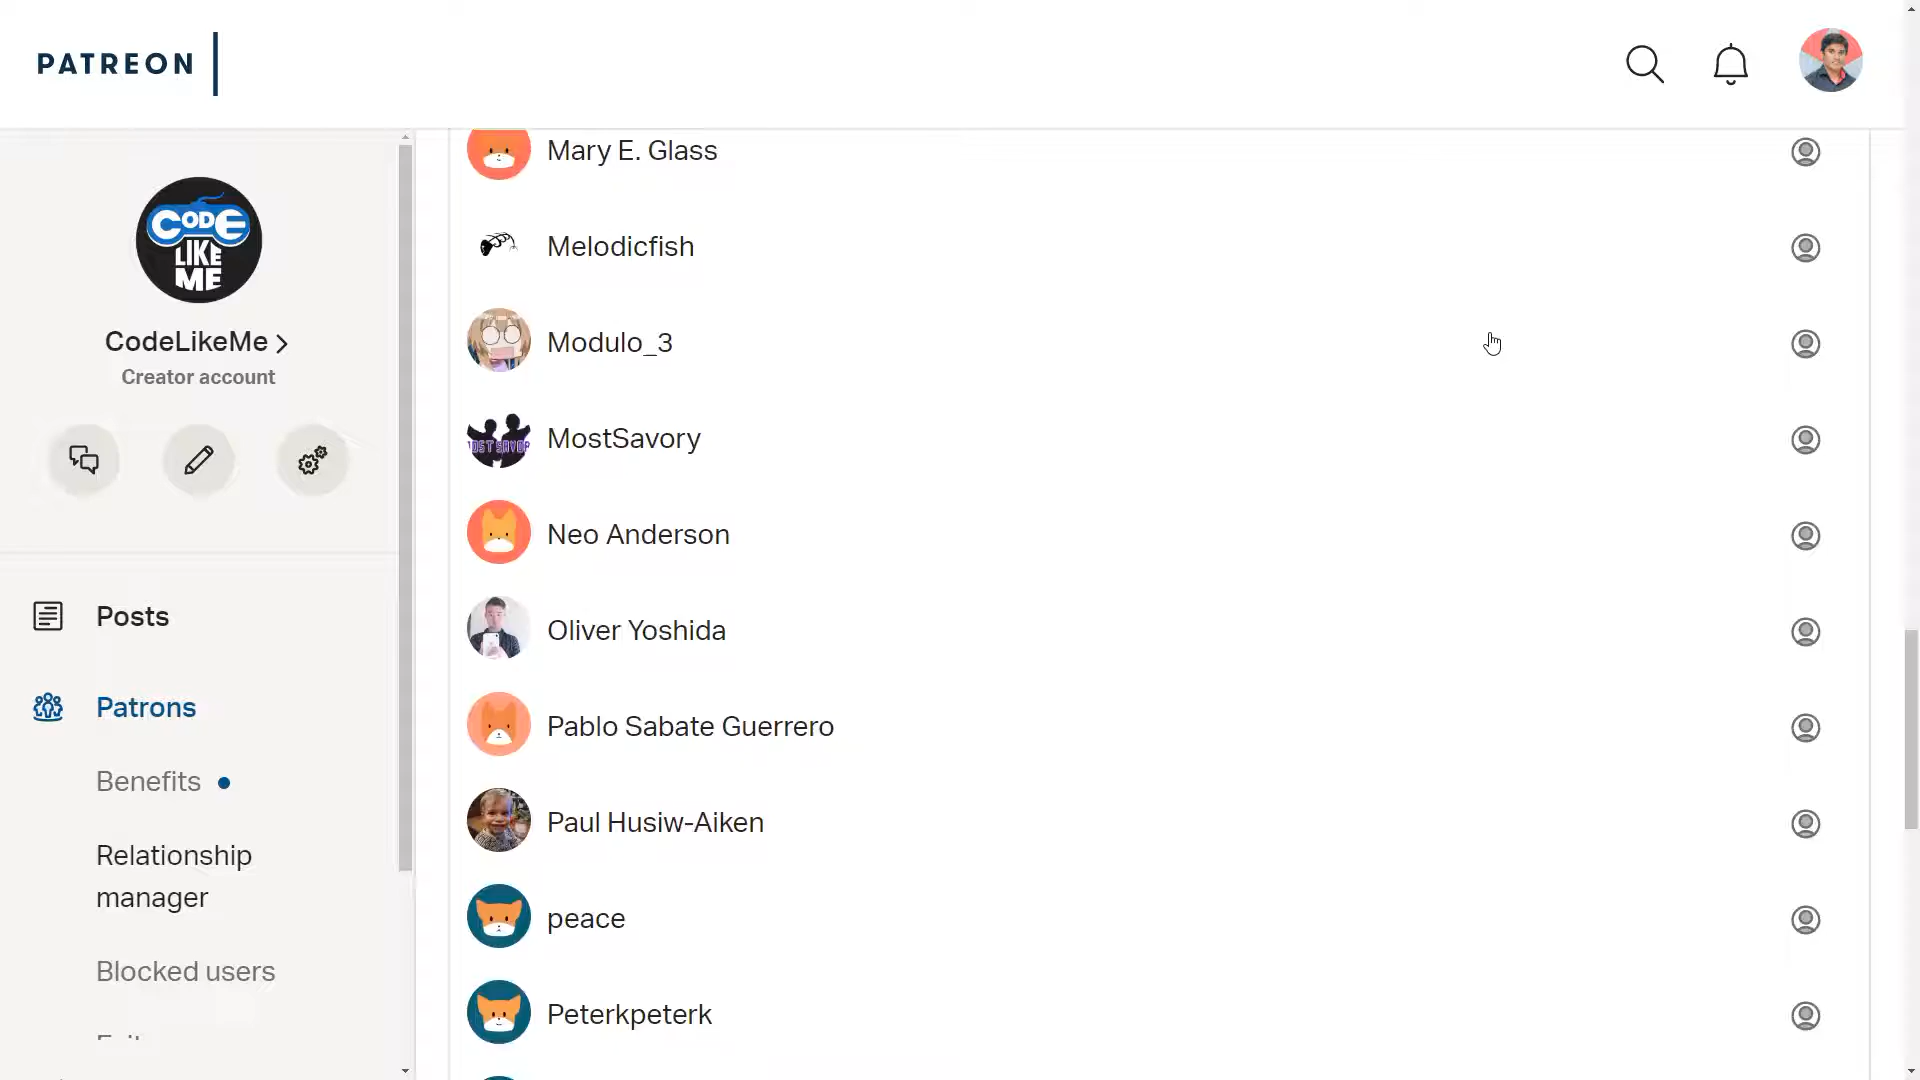 PATREON
CODE
LIKE
ME
CodeLikeMe
Creator account
Posts
Patrons
Benefits
Relationship
manager
Blocked users
Mary E. Glass
Melodicfish
Modulo_3
MostSavory
Neo Anderson
Oliver Yoshida
Pablo Sabate Guerrero
Paul Husiw-Aiken
peace
Peterkpeterk